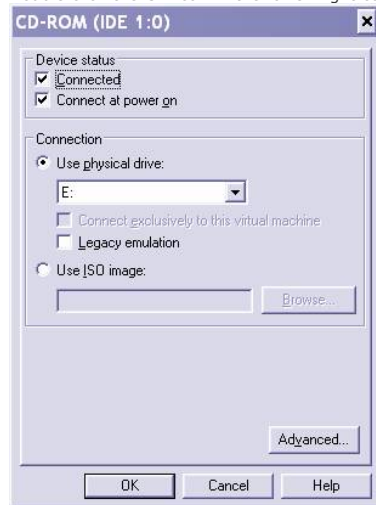 CD-ROM (IDE 1:0)
Device status
Connected
Connect at power on
Connection
Use physical drive:
E:
Connect exclusively to this virtual machine
Legacy emulation
Use ISO image:
Browse...
Advanced...
OK Cancel Help